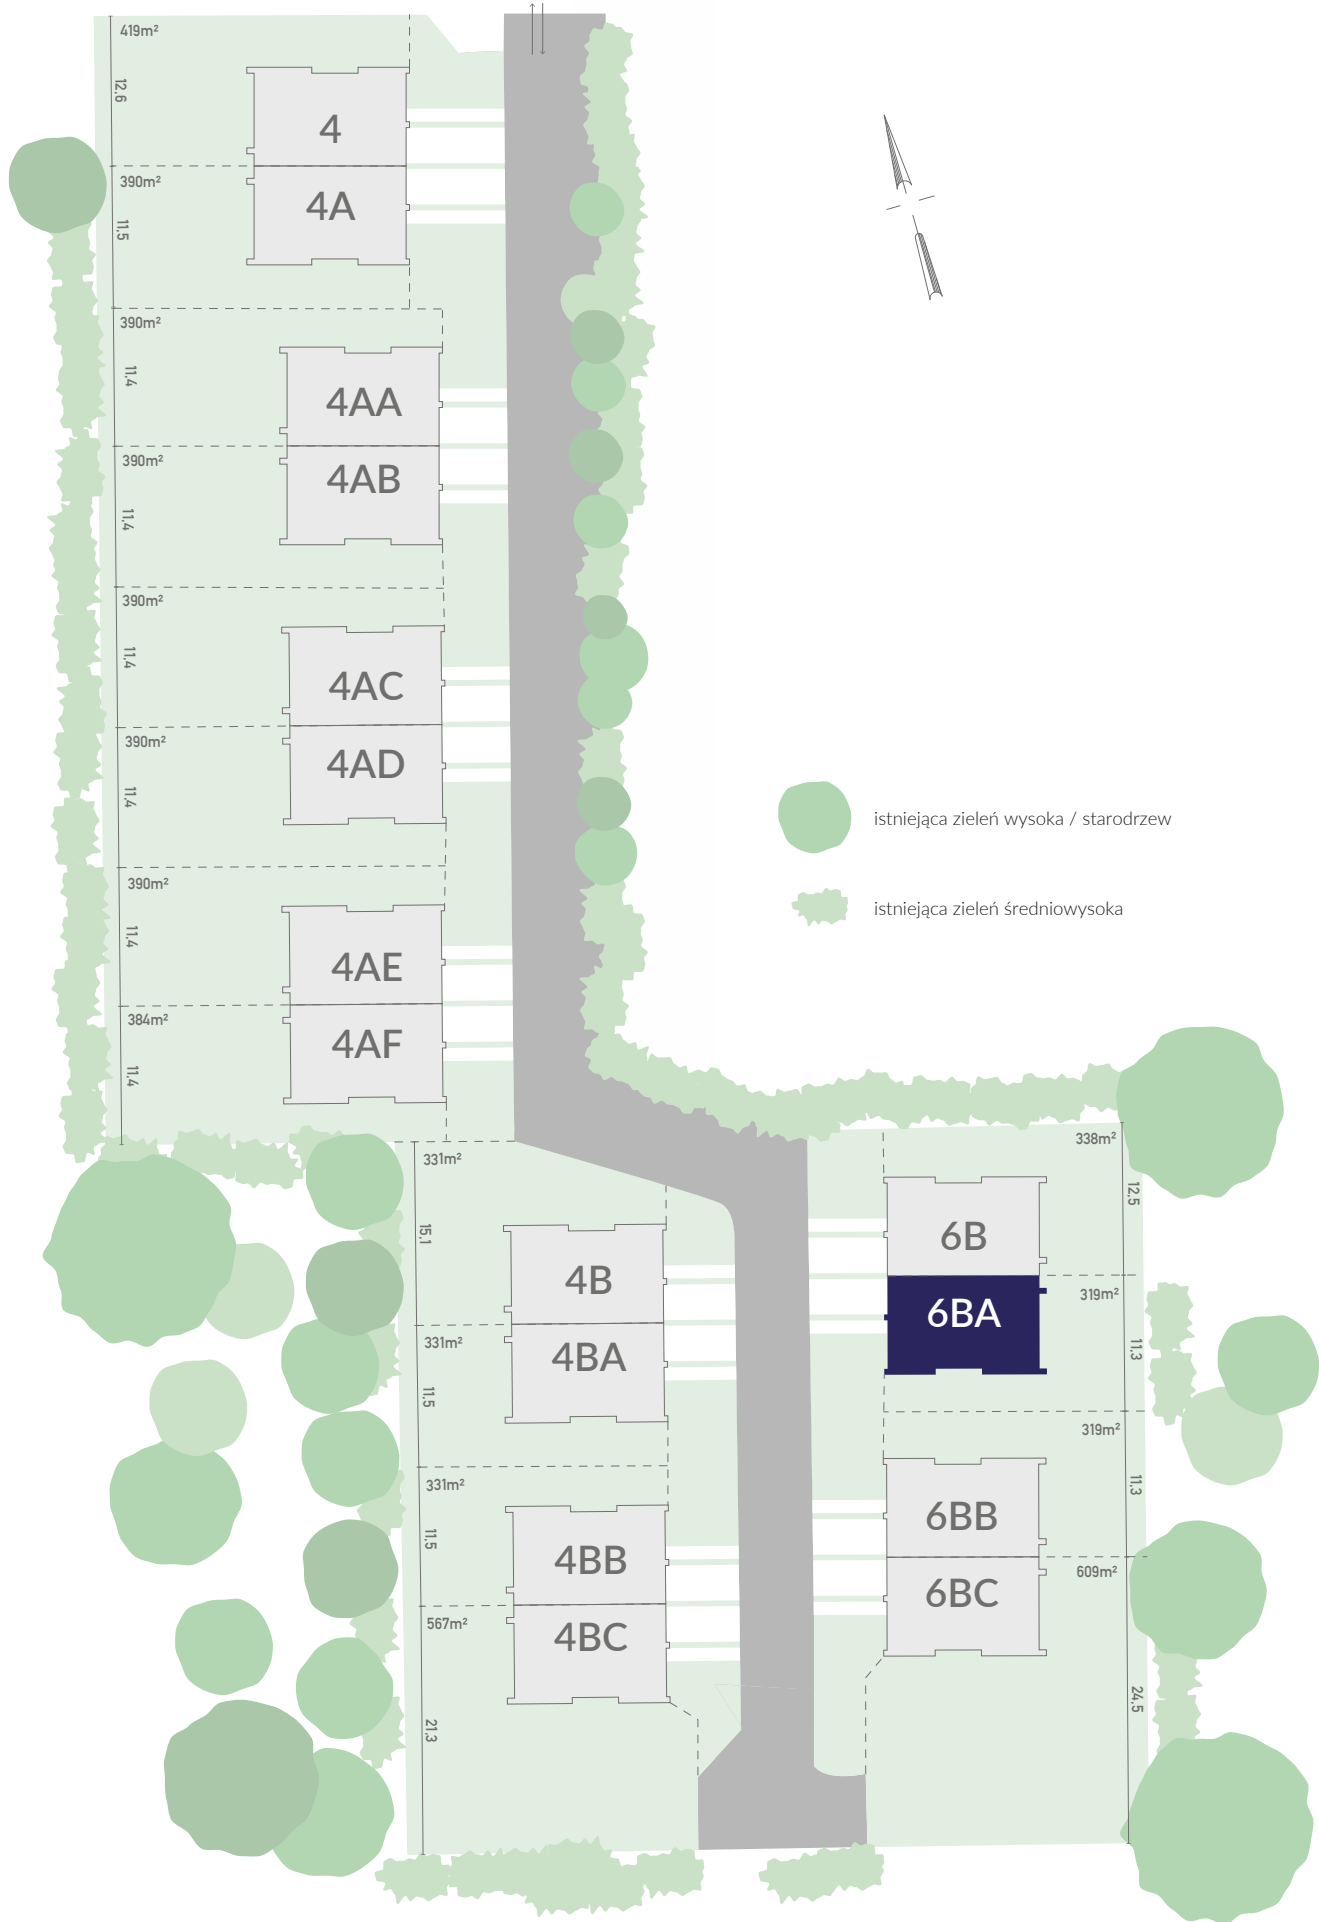 419m²
12,6
4
390m²
4A
11,5
390m²
11,4
4AA
390m²
4AB
11,4
390m²
11,4
4AC
390m²
4AD
11,4
istniejąca zieleń wysoka / starodrzew
390m²
istniejąca zieleń średniowysoka
11,4
4AE
384m²
4AF
11,4
331m²
338m²
12,5
15,1
6B
4B
319m²
6BA
331m²
11,3
4BA
11,5
319m²
331m²
11,3
6BB
11,5
4BB
609m²
6BC
567m²
4BC
24,5
21,3